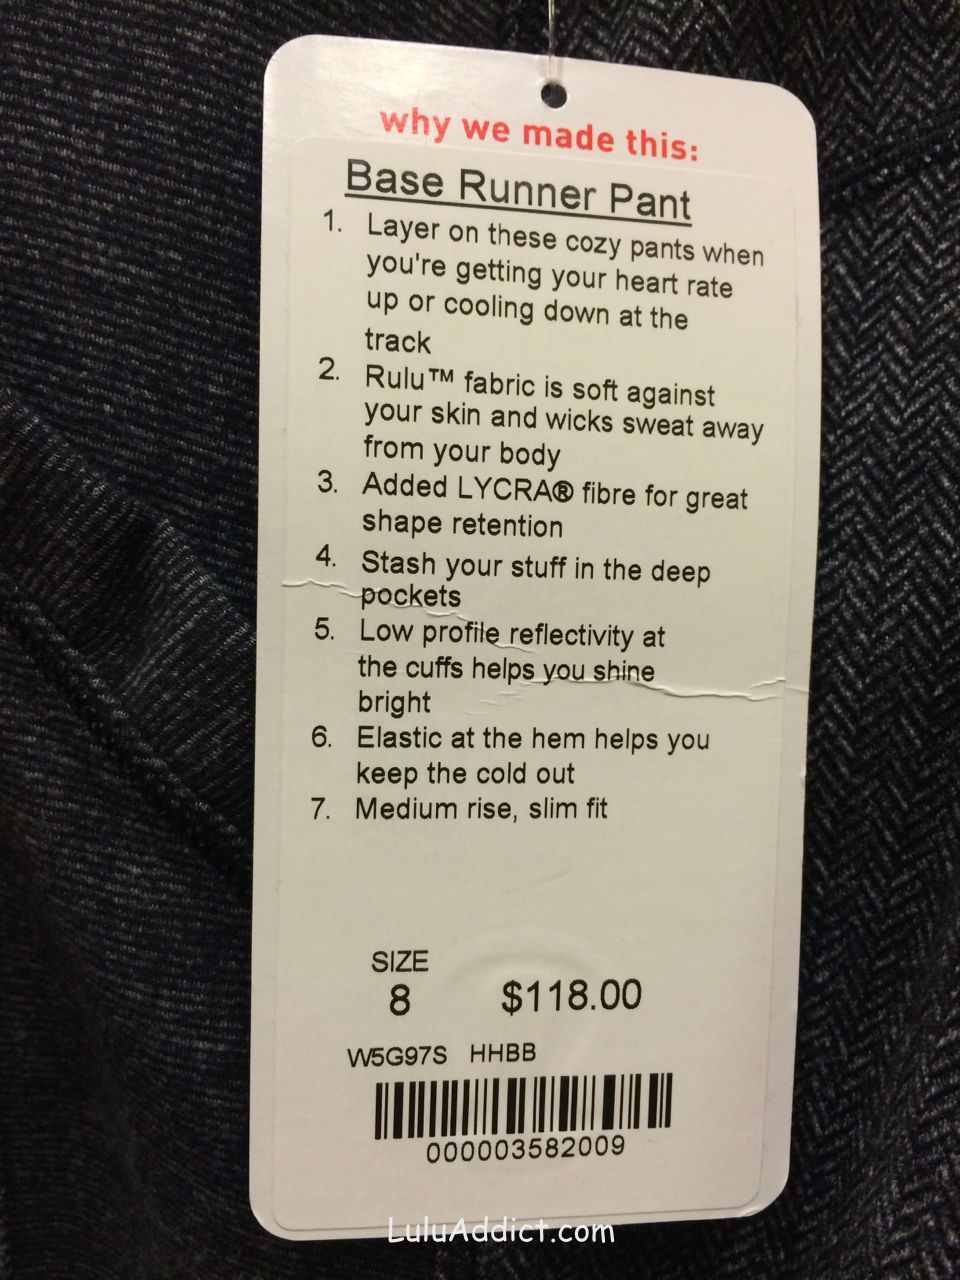 why we made this:
Base Runner Pant
1. Layer on these cozy pants when
you're getting your heart rate
up or cooling down at the
track
2. Rulu™ fabric is soft against
your skin and wicks sweat away
from your body
3. Added LYCRA® fibre for great
shape retention
4. Stash your stuff in the deep
pockets
5. Low profile reflectivity at
the cuffs helps you shine
bright
6. Elastic at the hem helps you
keep the cold out
7. Medium rise, slim fit
SIZE
8 $118.00
W5G97S HHBB
000003582009
LuluAddict.com